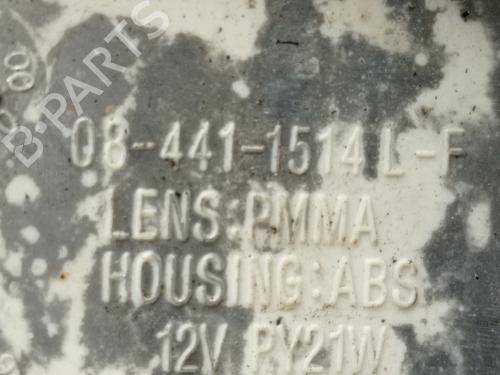 B-PARTS
08-441-1514 L-F
LENS:PMMA
HOUSING:ABS
12V PY21W